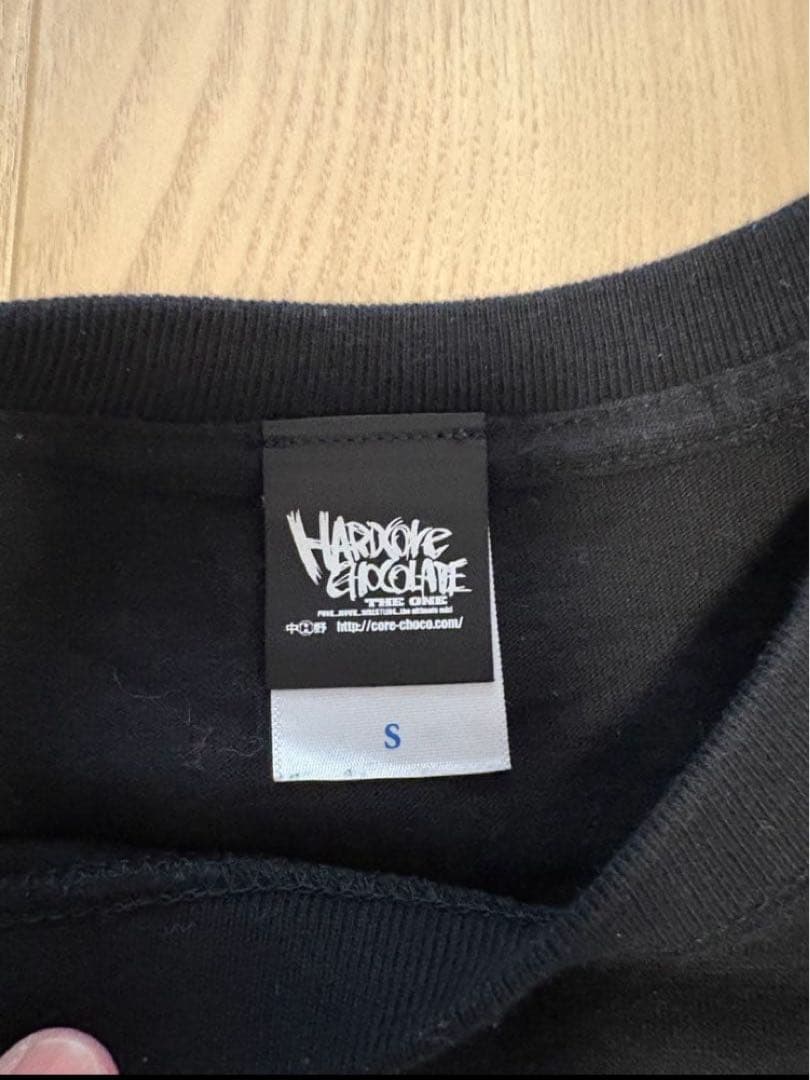 HARDCORE
CHOCOLATE
THE ONE
中野 http://core-choco.com/
S